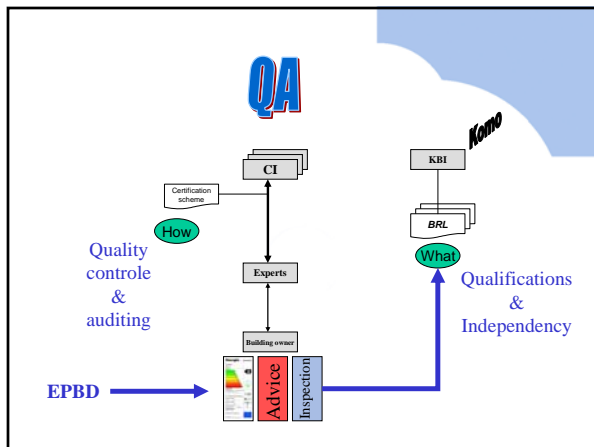 QA
Komo
CI
KBI
Certification
scheme
BRL
How
What
Quality
controle
&
auditing
Experts
Qualifications
&
Independency
Building owner
EPBD
Advice
Inspection